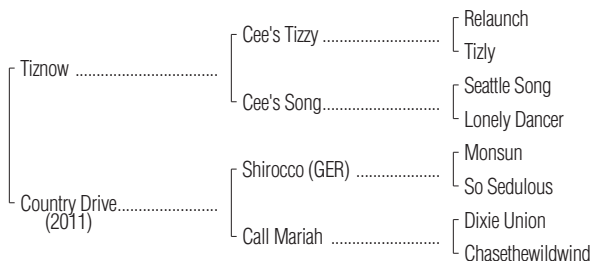 Relaunch
Cee's Tizzy ........................
Tizly
Tiznow .............................
Seattle Song
Cee's Song........................
Lonely Dancer
Monsun
Shirocco (GER) .................
So Sedulous
Country Drive....................
(2011)
Dixie Union
Call Mariah ......................
Chasethewildwind